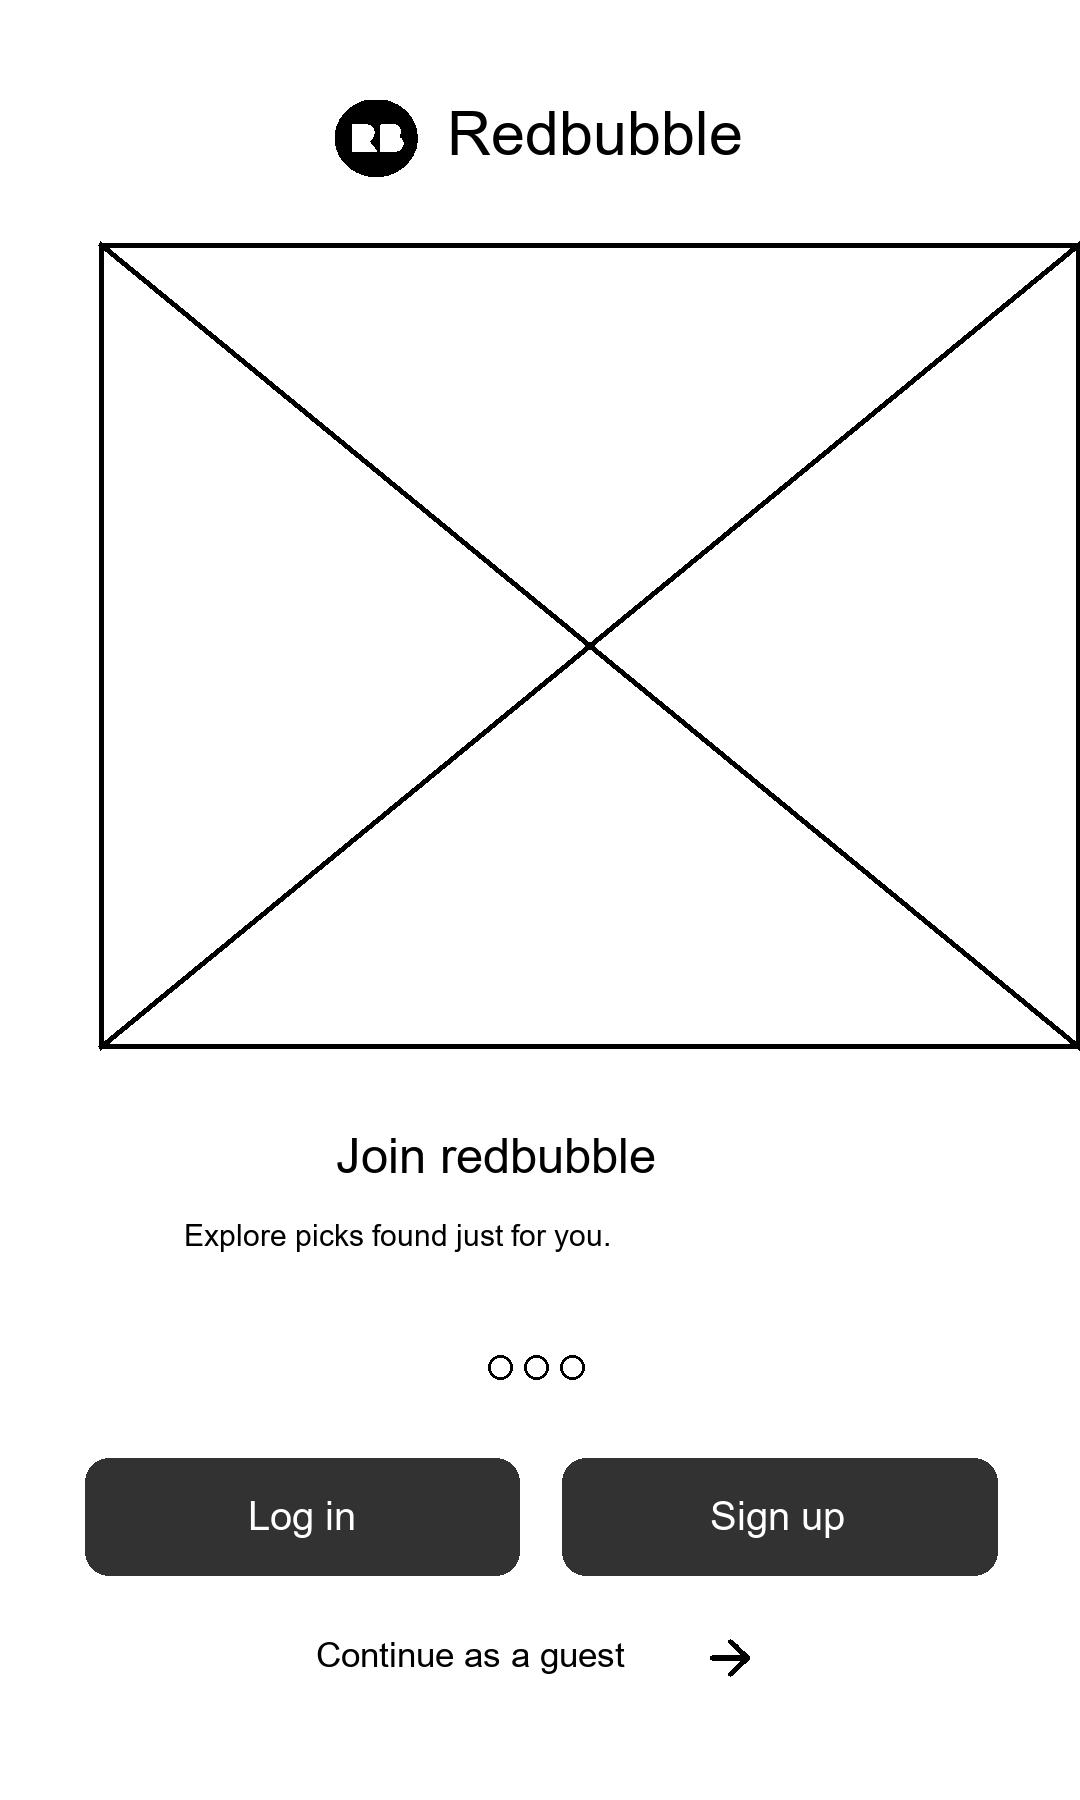 RB Redbubble
Join redbubble
Explore picks found just for you.
Log in
Sign up
Continue as a guest